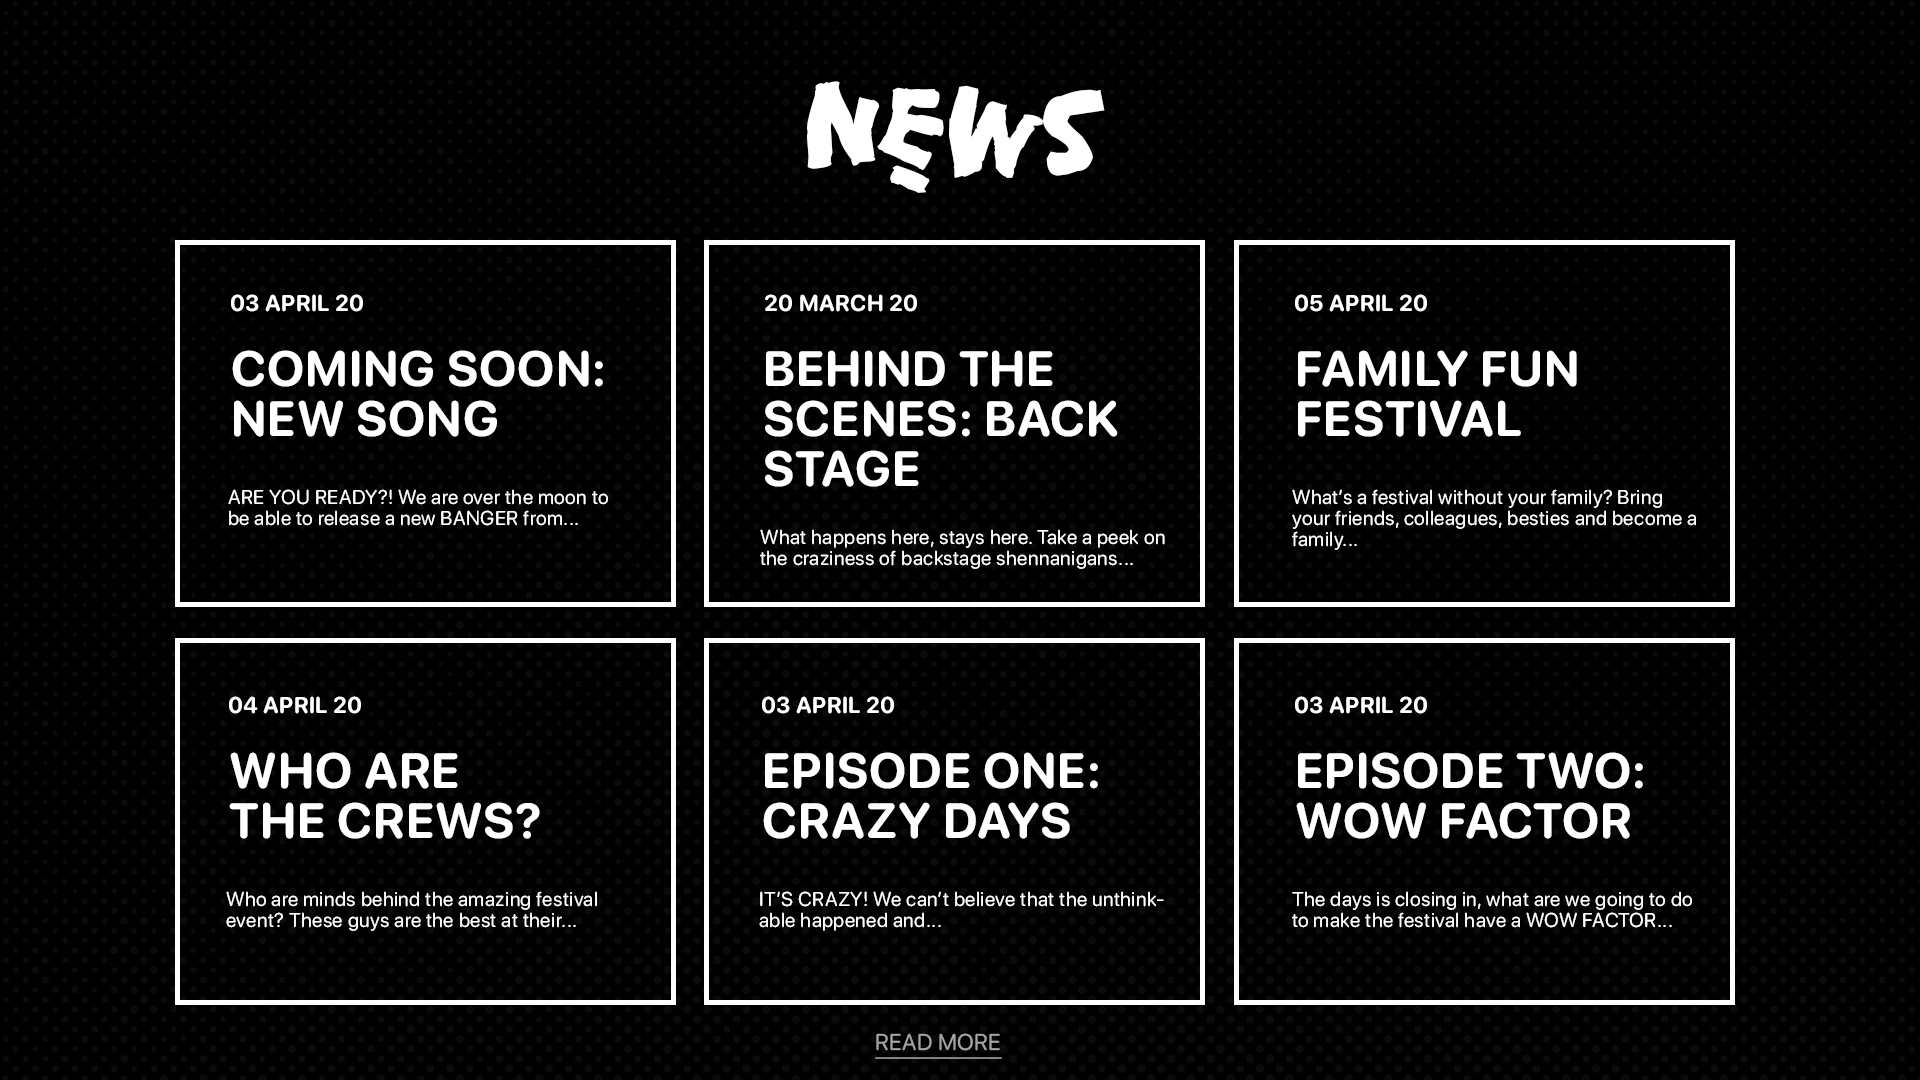 NEWS
03 APRIL 20
COMING SOON:
NEW SONG
ARE YOU READY?! We are over the moon to
be able to release a new BANGER from...
20 MARCH 20
BEHIND THE
SCENES: BACK
STAGE
What happens here, stays here. Take a peek on
the craziness of backstage shennanigans...
05 APRIL 20
FAMILY FUN
FESTIVAL
What's a festival without your family? Bring
your friends, colleagues, besties and become a
family...
04 APRIL 20
WHO ARE
THE CREWS?
Who are minds behind the amazing festival
event? These guys are the best at their...
03 APRIL 20
EPISODE ONE:
CRAZY DAYS
IT'S CRAZY! We can't believe that the unthink-
able happened and...
03 APRIL 20
EPISODE TWO:
WOW FACTOR
The days is closing in, what are we going to do
to make the festival have a WOW FACTOR...
READ MORE